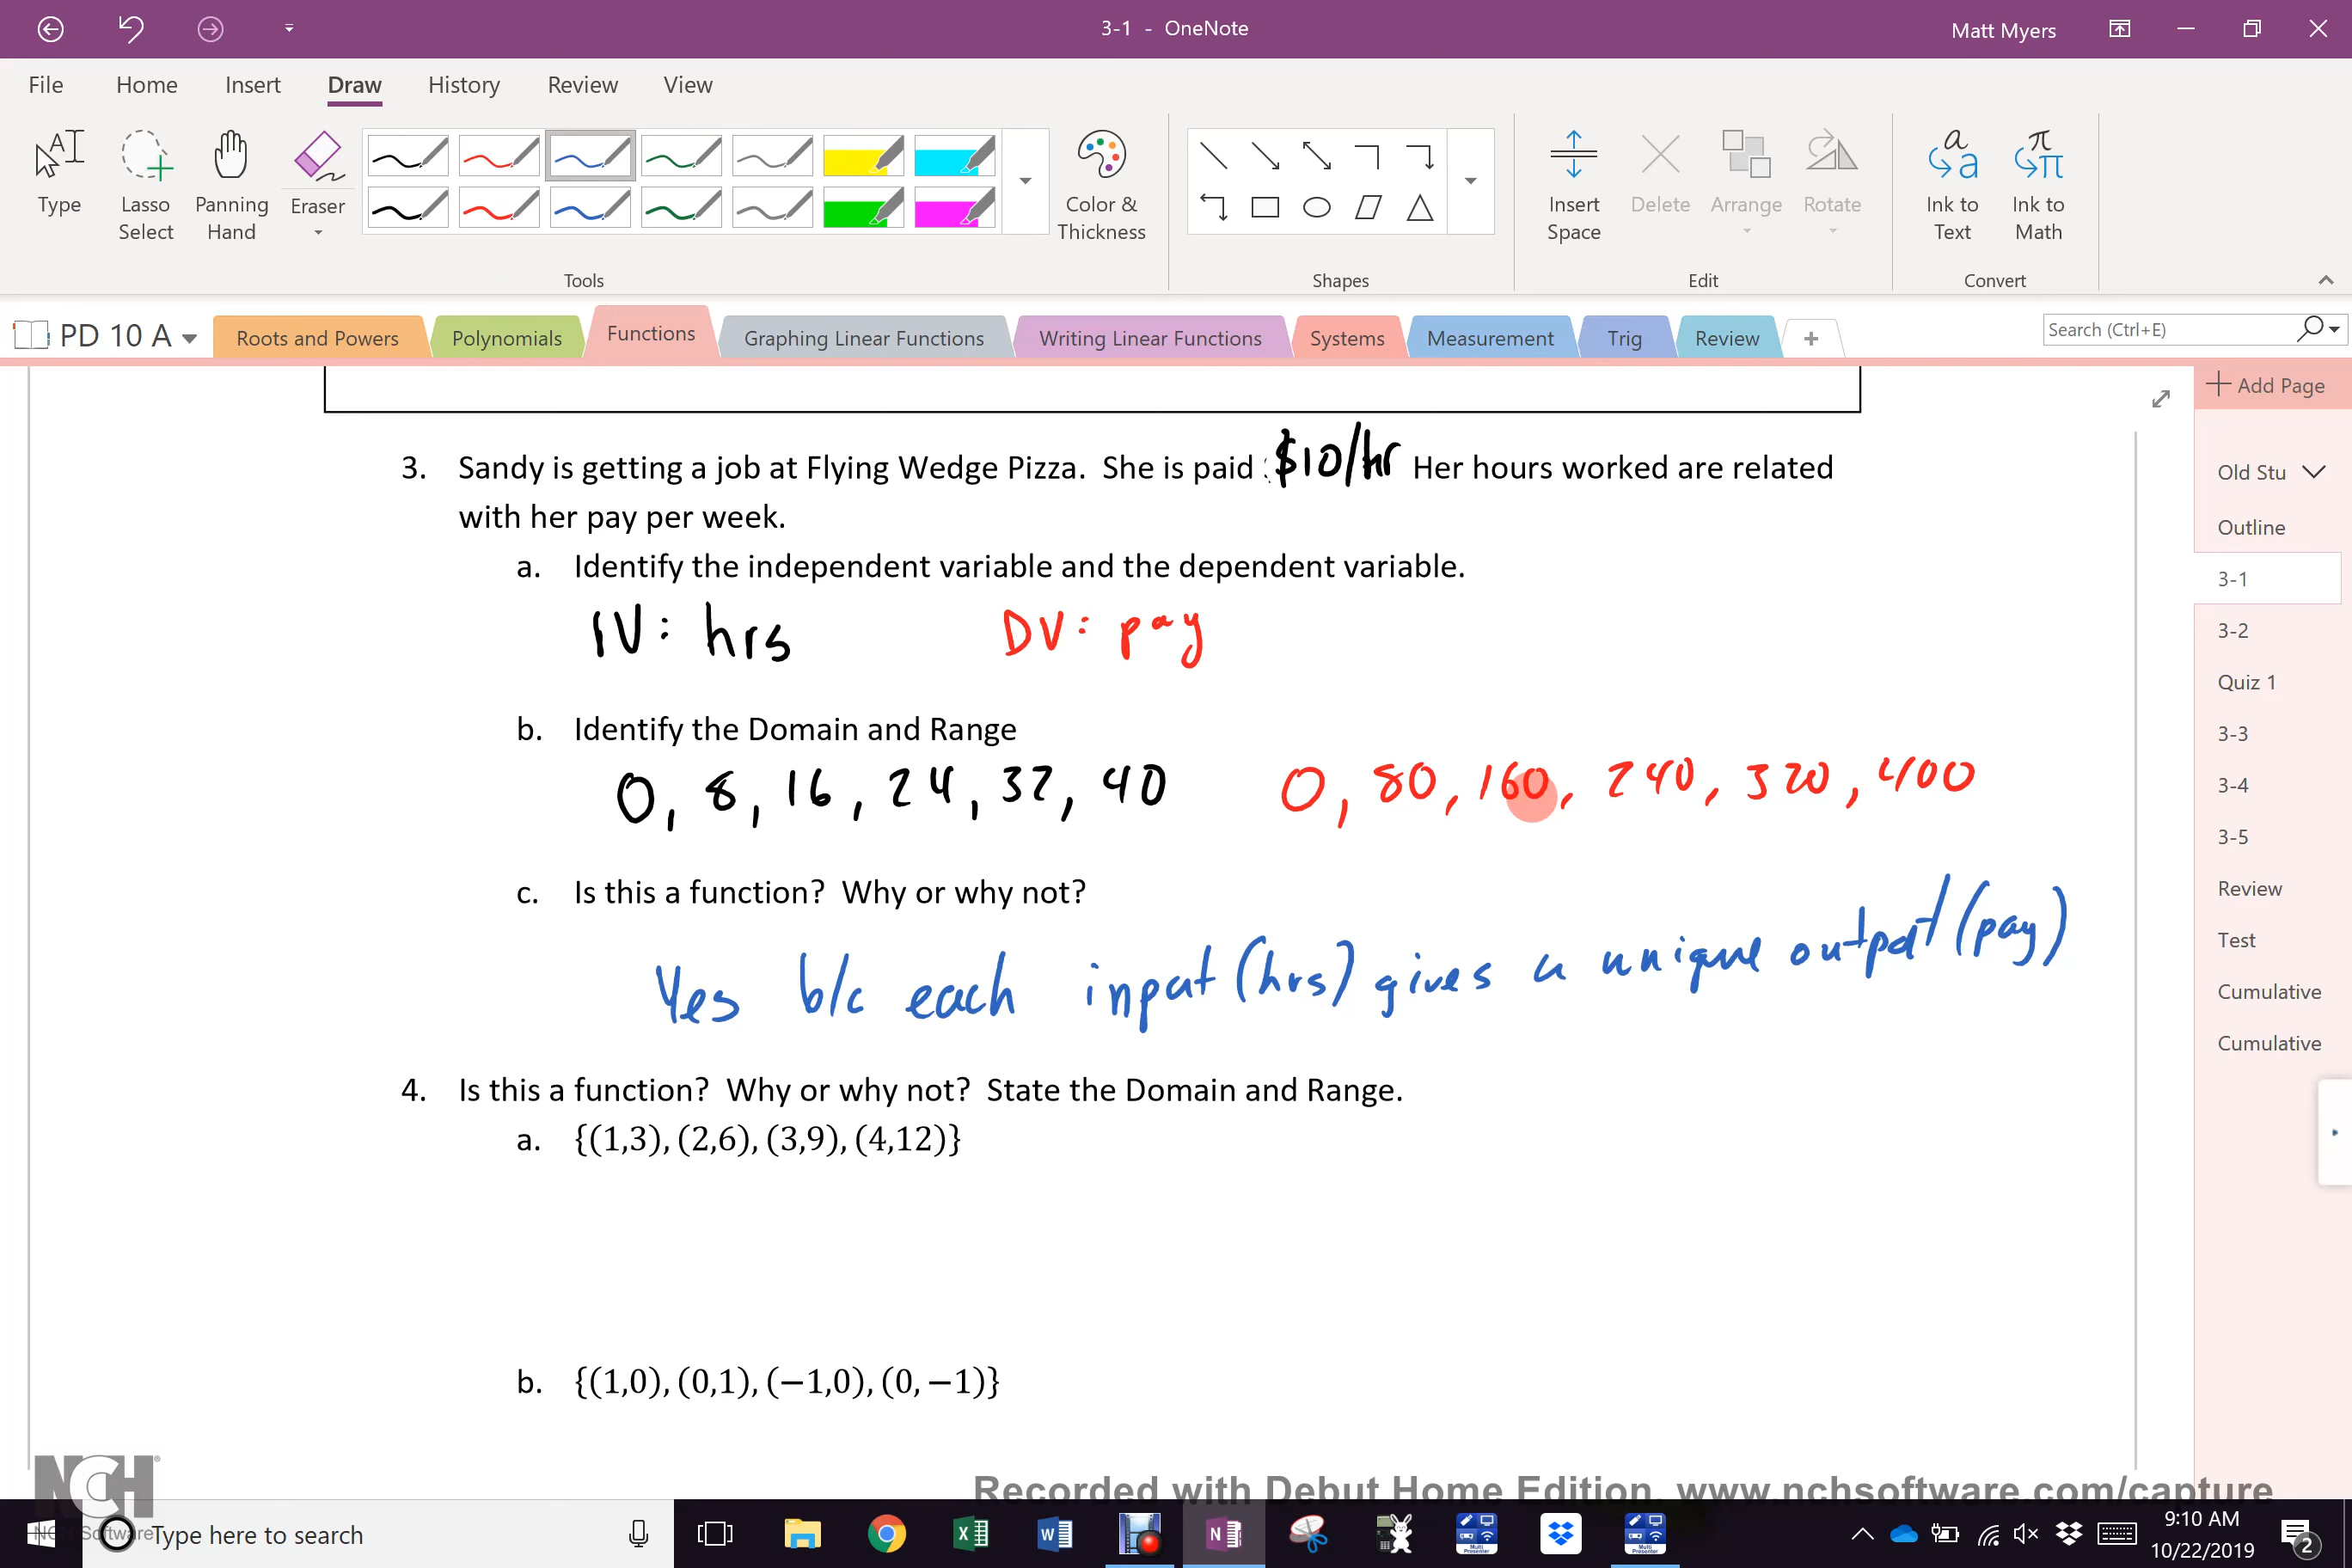 3-1 - OneNote
Matt Myers
File Home Insert Draw History Review View
Type
Lasso Select
Panning Hand
Eraser
Color & Thickness
Insert Space
Delete
Arrange
Rotate
Ink to Text
Ink to Math
Tools
Shapes
Edit
Convert
PD 10 A
Roots and Powers
Polynomials
Functions
Graphing Linear Functions
Writing Linear Functions
Systems
Measurement
Trig
Review
Search (Ctrl+E)
Add Page
Old Stu
Outline
3-1
3-2
Quiz 1
3-3
3-4
3-5
Review
Test
Cumulative
Cumulative
3. Sandy is getting a job at Flying Wedge Pizza. She is paid $10/hr Her hours worked are related
with her pay per week.
a. Identify the independent variable and the dependent variable.
IV: hrs DV: pay
b. Identify the Domain and Range
0, 8, 16, 24, 32, 40 0, 80, 160, 240, 320, 400
c. Is this a function? Why or why not?
Yes b/c each input (hrs) gives a unique output (pay)
4. Is this a function? Why or why not? State the Domain and Range.
a. {(1,3), (2,6), (3,9), (4,12)}
b. {(1,0), (0,1), (−1,0), (0, −1)}
NCH
NCH Software
Recorded with Debut Home Edition. www.nchsoftware.com/capture
Type here to search
9:10 AM
10/22/2019
2